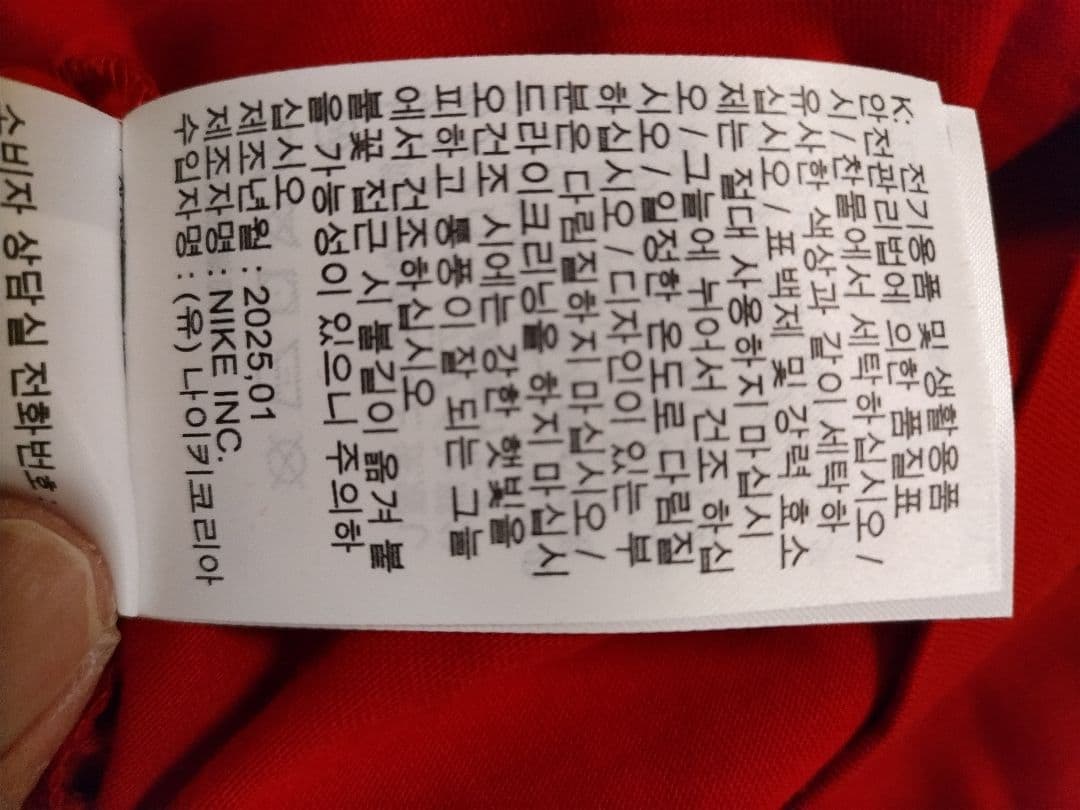 K: 전기용품 및 생활용품
안전관리법에 의한 품질표
시 / 찬물에서 세탁하십시오 /
유사한 색상과 같이 세탁하
십시오 / 표백제 및 강력 효소
제는 절대 사용하지 마십시
오 / 그늘에 누어서 건조 하십
시오 / 일정한 온도로 다림질
하십시오 / 디자인이 있는 부
분은 다림질하지 마십시오 /
드라이크리닝을 하지 마십시
오 건조 시에는 강한 햇빛을
피하고 통풍이 잘 되는 그늘
에서 건조 하십시오
불꽃 접근 시 불길이 옮겨 불
을 가능성이 있으니 주의하
십시오
제조년월 : 2025,01
제조자명 : NIKE INC.
수입자명 : (유) 나이키코리아
소비자 상담실 전화번호: